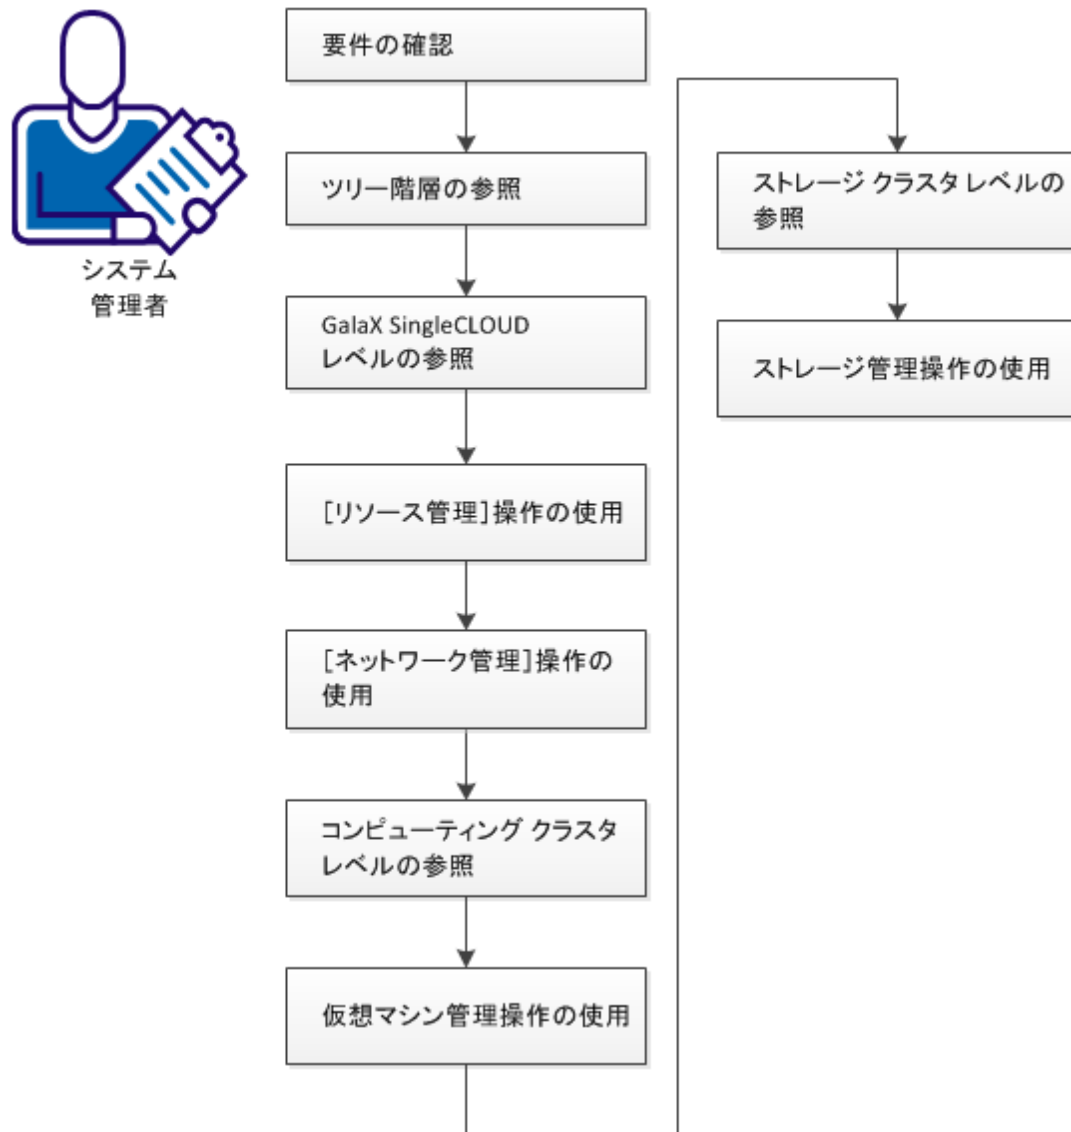 システム
管理者
要件の確認
ツリー階層の参照
GalaX SingleCLOUD
レベルの参照
[リソース管理]操作の使用
[ネットワーク管理]操作の
使用
コンピューティング クラスタ
レベルの参照
仮想マシン管理操作の使用
ストレージ クラスタ レベルの
参照
ストレージ管理操作の使用